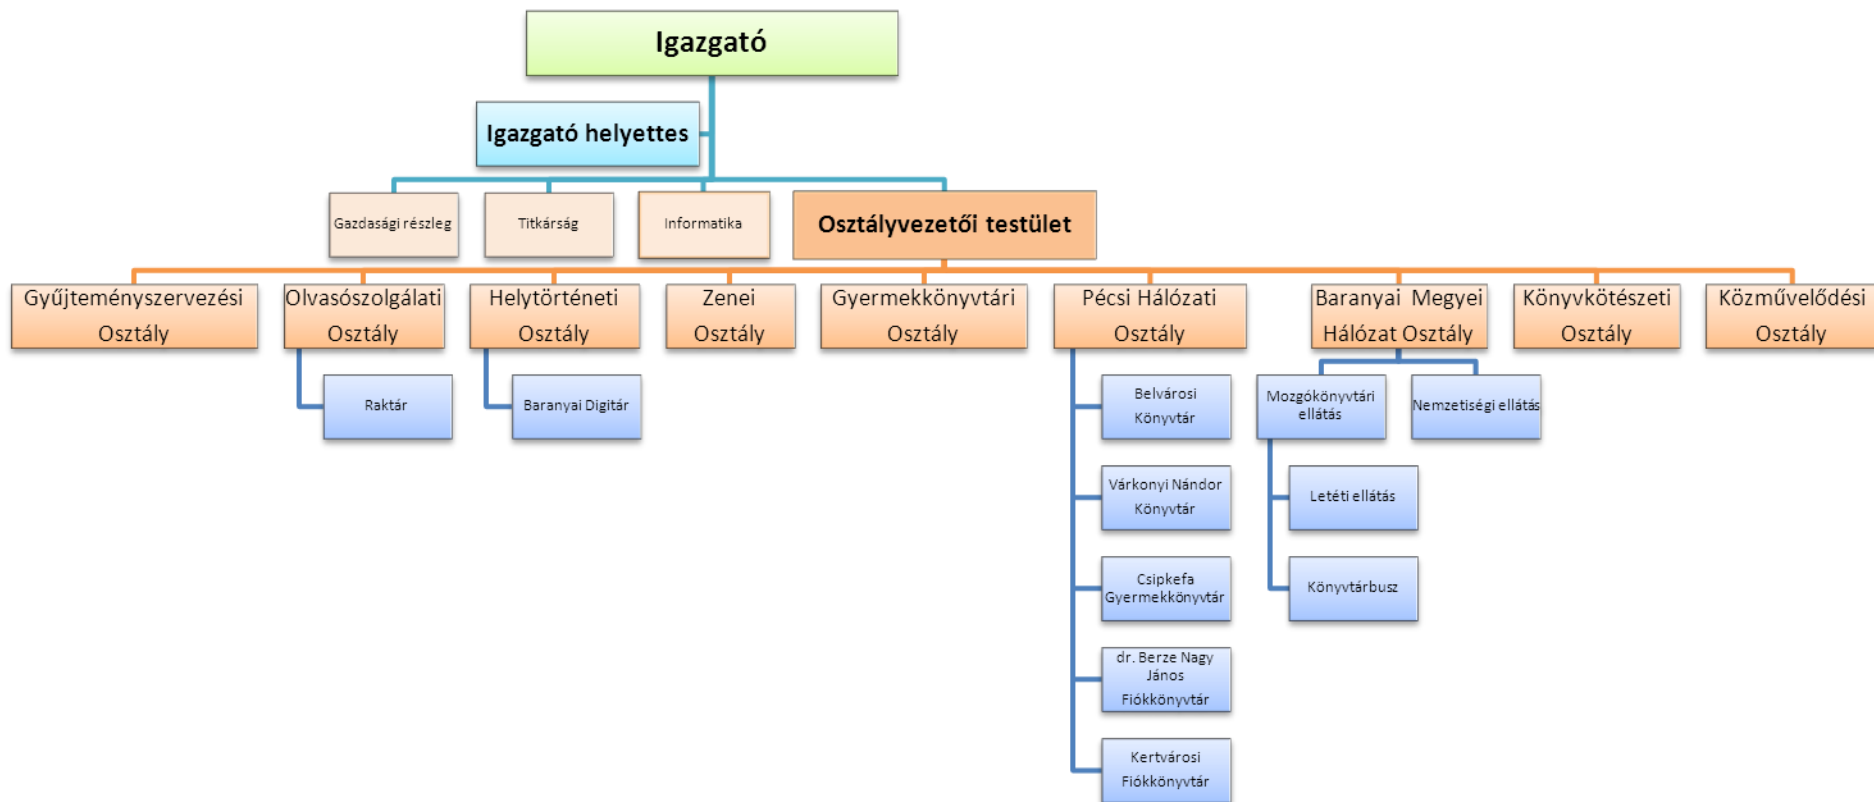 Igazgató
Igazgató helyettes
Gazdasági részleg
Titkárság
Informatika
Osztályvezetői testület
Gyűjteményszervezési
Osztály
Olvasószolgálati
Osztály
Helytörténeti
Osztály
Zenei
Osztály
Gyermekkönyvtári
Osztály
Pécsi Hálózati
Osztály
Baranyai Megyei
Hálózat Osztály
Könyvkötészeti
Osztály
Közművelődési
Osztály
Raktár
Baranyai Digitár
Belvárosi
Könyvtár
Várkonyi Nándor
Könyvtár
Csipkefa
Gyermekkönyvtár
dr. Berze Nagy
János
Fiókkönyvtár
Kertvárosi
Fiókkönyvtár
Mozgókönyvtári
ellátás
Nemzetiségi ellátás
Letéti ellátás
Könyvtárbusz